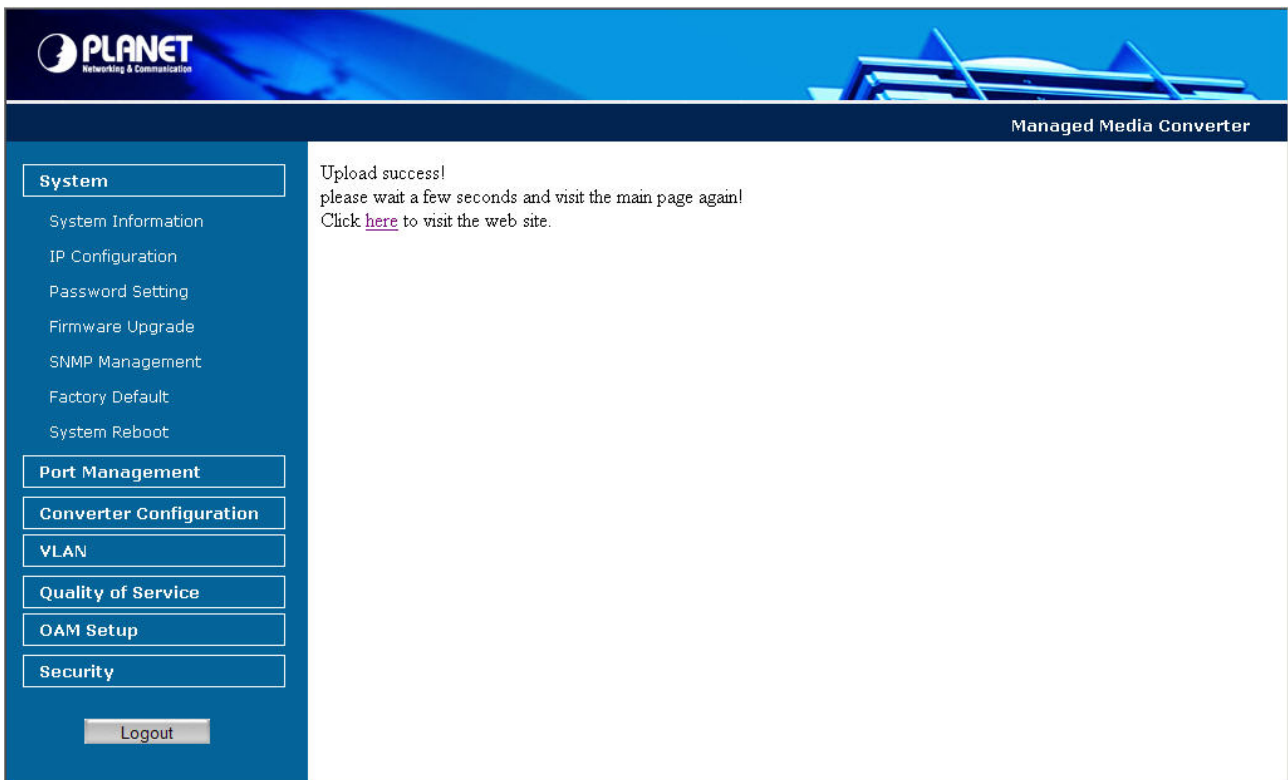 PLANET
Networking & Communication
Managed Media Converter
System
System Information
IP Configuration
Password Setting
Firmware Upgrade
SNMP Management
Factory Default
System Reboot
Port Management
Converter Configuration
VLAN
Quality of Service
OAM Setup
Security
Logout
Upload success!
please wait a few seconds and visit the main page again!
Click here to visit the web site.